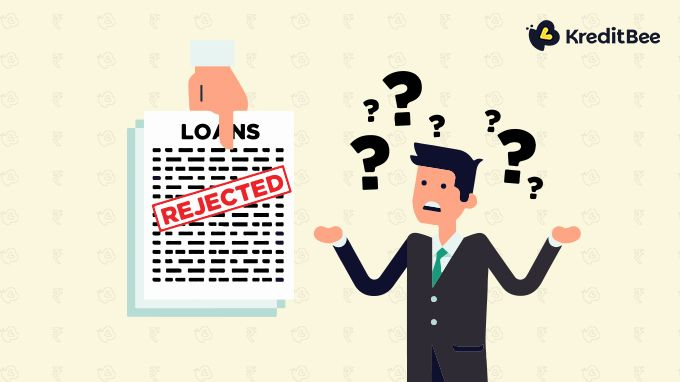 KreditBee
LOANS
REJECTED
? ? ? ? ? ?